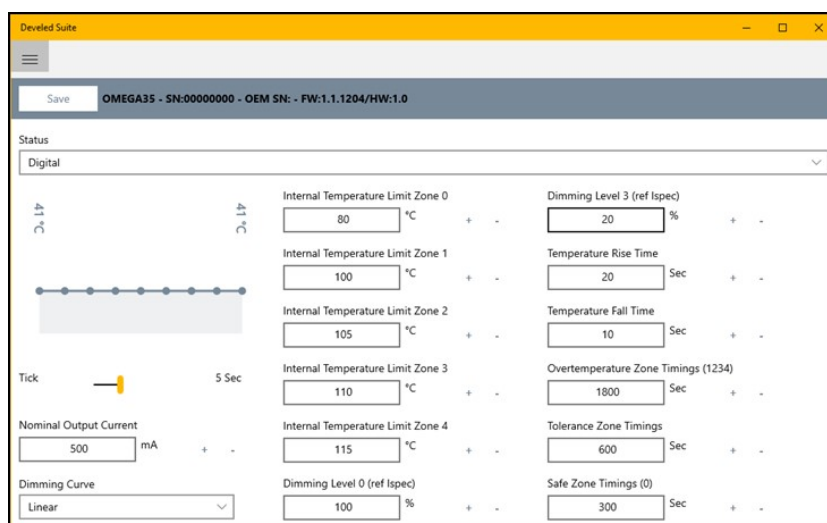 Develed Suite
Save OMEGA35 - SN:00000000 - OEM SN: - FW:1.1.1204/HW:1.0
Status
Digital
41 °C 41 °C
Tick 5 Sec
Nominal Output Current
500 mA + -
Dimming Curve
Linear
Internal Temperature Limit Zone 0
80 °C + -
Internal Temperature Limit Zone 1
100 °C + -
Internal Temperature Limit Zone 2
105 °C + -
Internal Temperature Limit Zone 3
110 °C + -
Internal Temperature Limit Zone 4
115 °C + -
Dimming Level 0 (ref Ispec)
100 % + -
Dimming Level 3 (ref Ispec)
20 % + -
Temperature Rise Time
20 Sec + -
Temperature Fall Time
10 Sec + -
Overtemperature Zone Timings (1234)
1800 Sec + -
Tolerance Zone Timings
600 Sec + -
Safe Zone Timings (0)
300 Sec + -